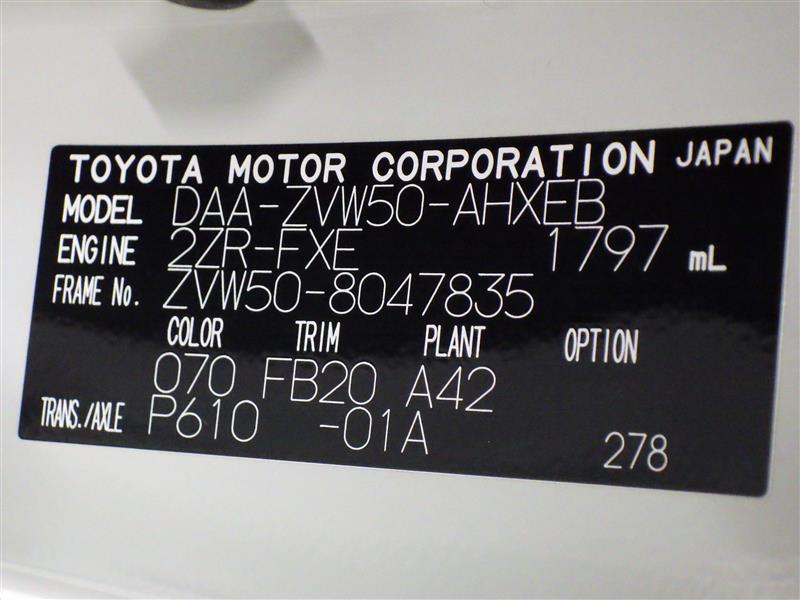 TOYOTA MOTOR CORPORATION JAPAN
MODEL DAA-ZVW50-AHXEB
ENGINE 2ZR-FXE 1797 mL
FRAME No. ZVW50-8047835
COLOR TRIM PLANT OPTION
070 FB20 A42
TRANS./AXLE P610 -01A 278